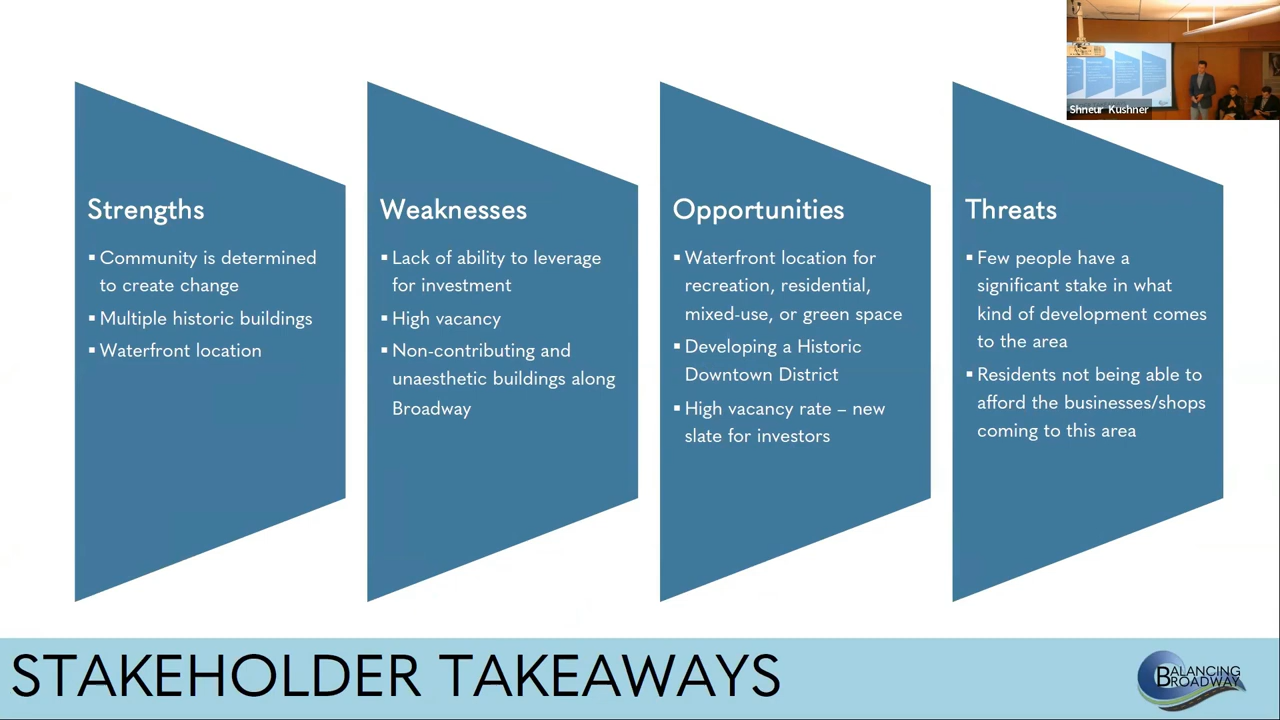 Shneur Kushner
Strengths
▪ Community is determined
to create change
▪ Multiple historic buildings
▪ Waterfront location
Weaknesses
▪ Lack of ability to leverage
for investment
▪ High vacancy
▪ Non-contributing and
unaesthetic buildings along
Broadway
Opportunities
▪ Waterfront location for
recreation, residential,
mixed-use, or green space
▪ Developing a Historic
Downtown District
▪ High vacancy rate – new
slate for investors
Threats
▪ Few people have a
significant stake in what
kind of development comes
to the area
▪ Residents not being able to
afford the businesses/shops
coming to this area
STAKEHOLDER TAKEAWAYS
BALANCING
BROADWAY